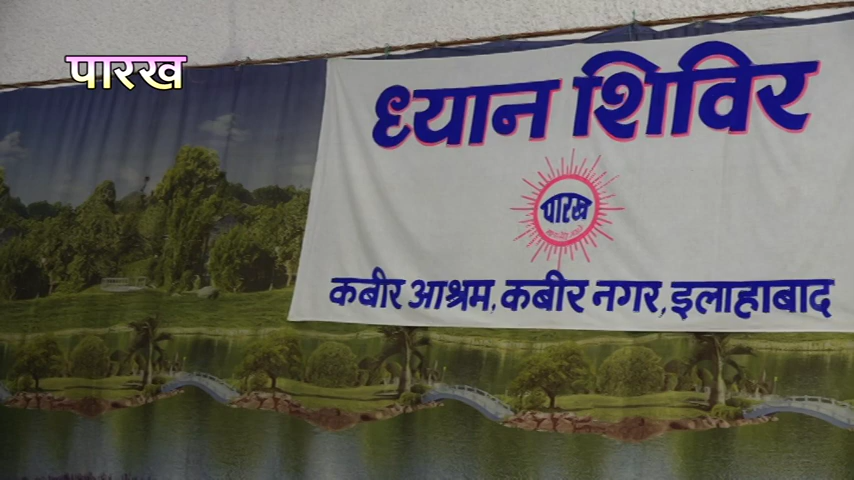 पारख
ध्यान शिविर
पारख
कबीर आश्रम, कबीर नगर, इलाहाबाद